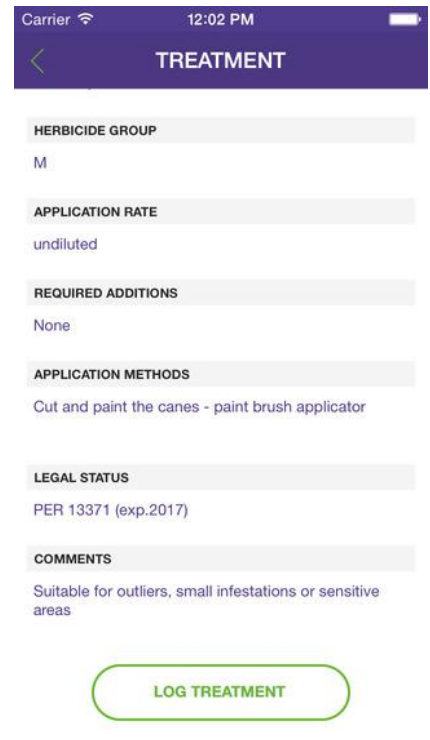 Carrier 12:02 PM
TREATMENT
HERBICIDE GROUP
M
APPLICATION RATE
undiluted
REQUIRED ADDITIONS
None
APPLICATION METHODS
Cut and paint the canes - paint brush applicator
LEGAL STATUS
PER 13371 (exp.2017)
COMMENTS
Suitable for outliers, small infestations or sensitive
areas
LOG TREATMENT